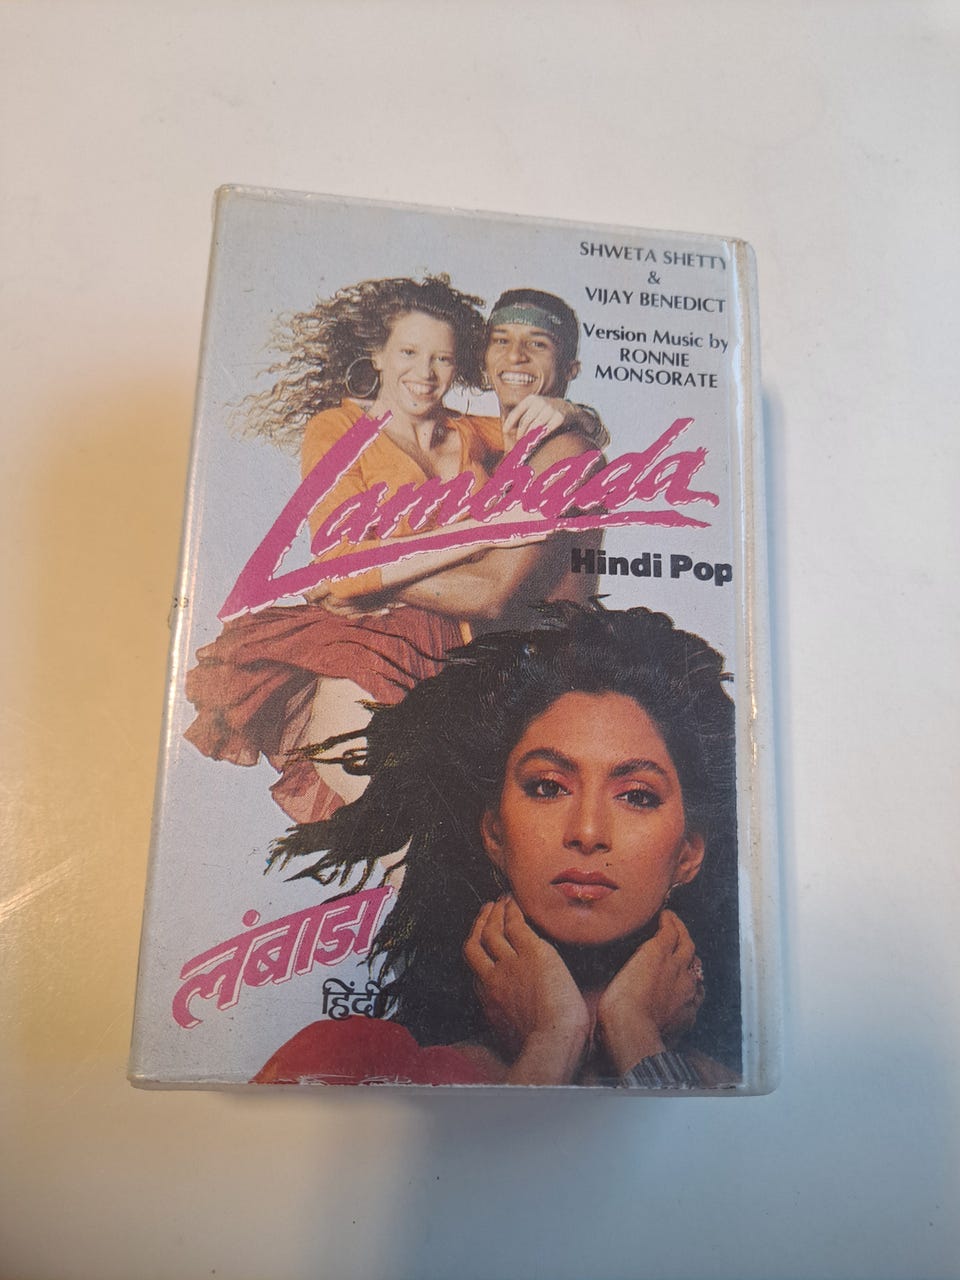 SHWETA SHETTY
&
VIJAY BENEDICT
Version Music by
RONNIE
MONSORATE
Lambada
Hindi Pop
लंबाडा
हिंदी